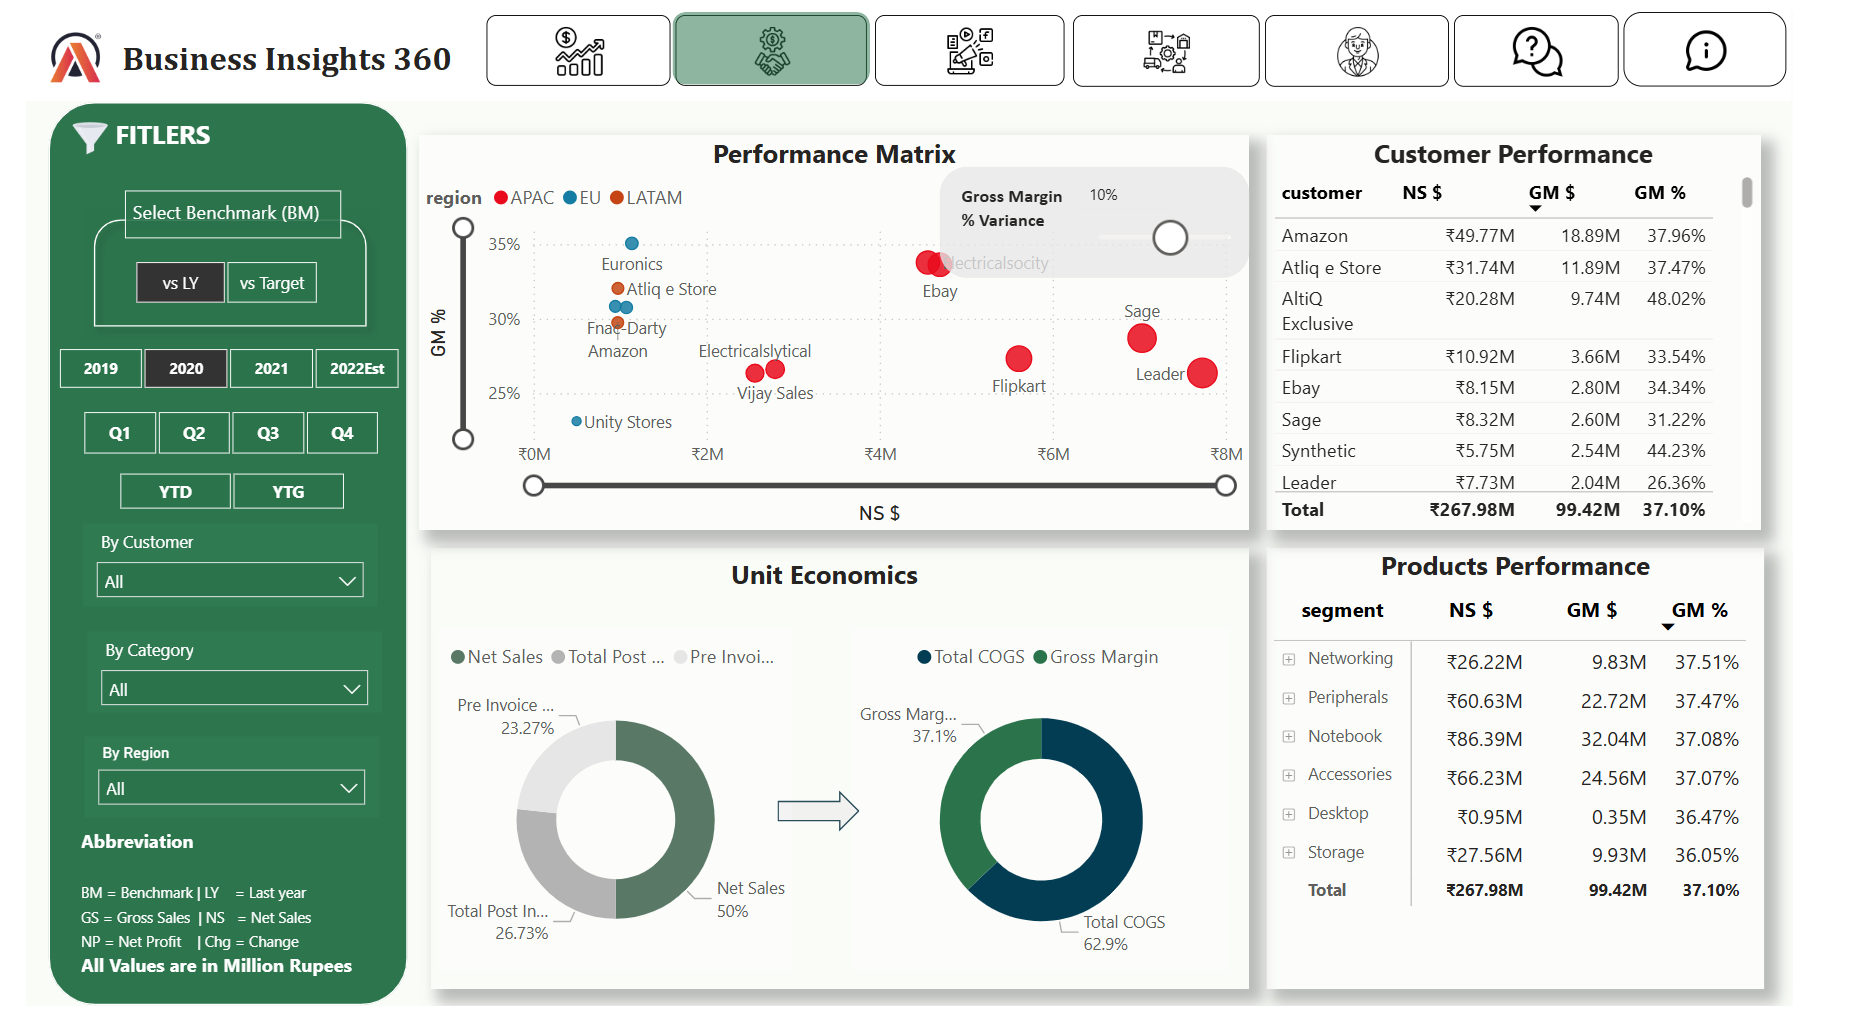 Business Insights 360
FITLERS
Select Benchmark (BM)
vs LY
vs Target
2019
2020
2021
2022Est
Q1
Q2
Q3
Q4
YTD
YTG
By Customer
All
By Category
All
By Region
All
Abbreviation
BM = Benchmark | LY = Last year
GS = Gross Sales | NS = Net Sales
NP = Net Profit | Chg = Change
All Values are in Million Rupees
Performance Matrix
region APAC EU LATAM
Gross Margin
% Variance
10%
GM %
35%
30%
25%
Euronics
Atliq e Store
Fnac-Darty
Amazon
Electricalslytical
Vijay Sales
Unity Stores
electricalsocity
Ebay
Sage
Flipkart
Leader
₹0M ₹2M ₹4M ₹6M ₹8M
NS $
Customer Performance
customer NS $ GM $ GM %
Amazon ₹49.77M 18.89M 37.96%
Atliq e Store ₹31.74M 11.89M 37.47%
AltiQ ₹20.28M 9.74M 48.02%
Exclusive
Flipkart ₹10.92M 3.66M 33.54%
Ebay ₹8.15M 2.80M 34.34%
Sage ₹8.32M 2.60M 31.22%
Synthetic ₹5.75M 2.54M 44.23%
Leader ₹7.73M 2.04M 26.36%
Total ₹267.98M 99.42M 37.10%
Unit Economics
Net Sales Total Post ... Pre Invoi...
Pre Invoice ...
23.27%
Total Post In...
26.73%
Net Sales
50%
Total COGS Gross Margin
Gross Marg...
37.1%
Total COGS
62.9%
Products Performance
segment NS $ GM $ GM %
Networking ₹26.22M 9.83M 37.51%
Peripherals ₹60.63M 22.72M 37.47%
Notebook ₹86.39M 32.04M 37.08%
Accessories ₹66.23M 24.56M 37.07%
Desktop ₹0.95M 0.35M 36.47%
Storage ₹27.56M 9.93M 36.05%
Total ₹267.98M 99.42M 37.10%